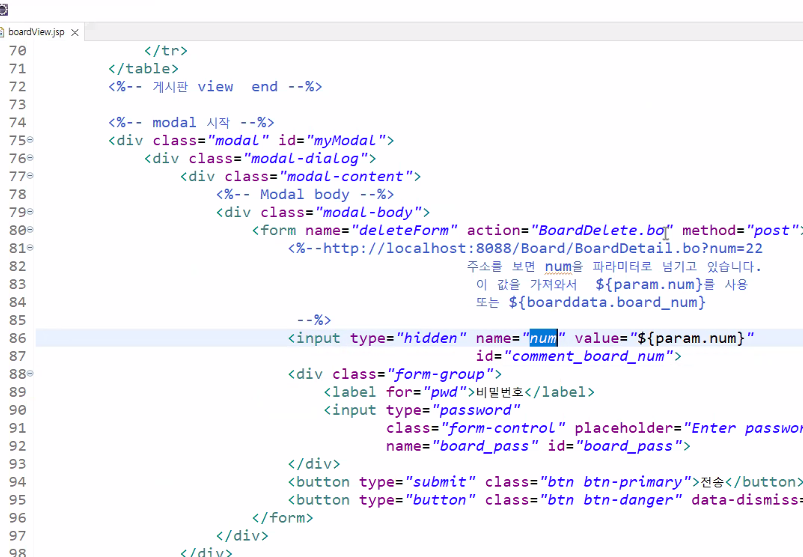 boardView.jsp
70 </tr>
71 </table>
72 <%-- 게시판 view  end --%>
73
74 <%-- modal 시작 --%>
75 <div class="modal" id="myModal">
76 <div class="modal-dialog">
77 <div class="modal-content">
78 <%-- Modal body --%>
79 <div class="modal-body">
80 <form name="deleteForm" action="BoardDelete.bo" method="post">
81 <%--http://localhost:8088/Board/BoardDetail.bo?num=22
82 주소를 보면 num을 파라미터로 넘기고 있습니다.
83 이 값을 가져와서  ${param.num}를 사용
84 또는 ${boarddata.board_num}
85 --%>
86 <input type="hidden" name="num" value="${param.num}"
87 id="comment_board_num">
88 <div class="form-group">
89 <label for="pwd">비밀번호</label>
90 <input type="password"
91 class="form-control" placeholder="Enter passwor
92 name="board_pass" id="board_pass">
93 </div>
94 <button type="submit" class="btn btn-primary">전송</button>
95 <button type="button" class="btn btn-danger" data-dismiss=
96 </form>
97 </div>
98 </div>